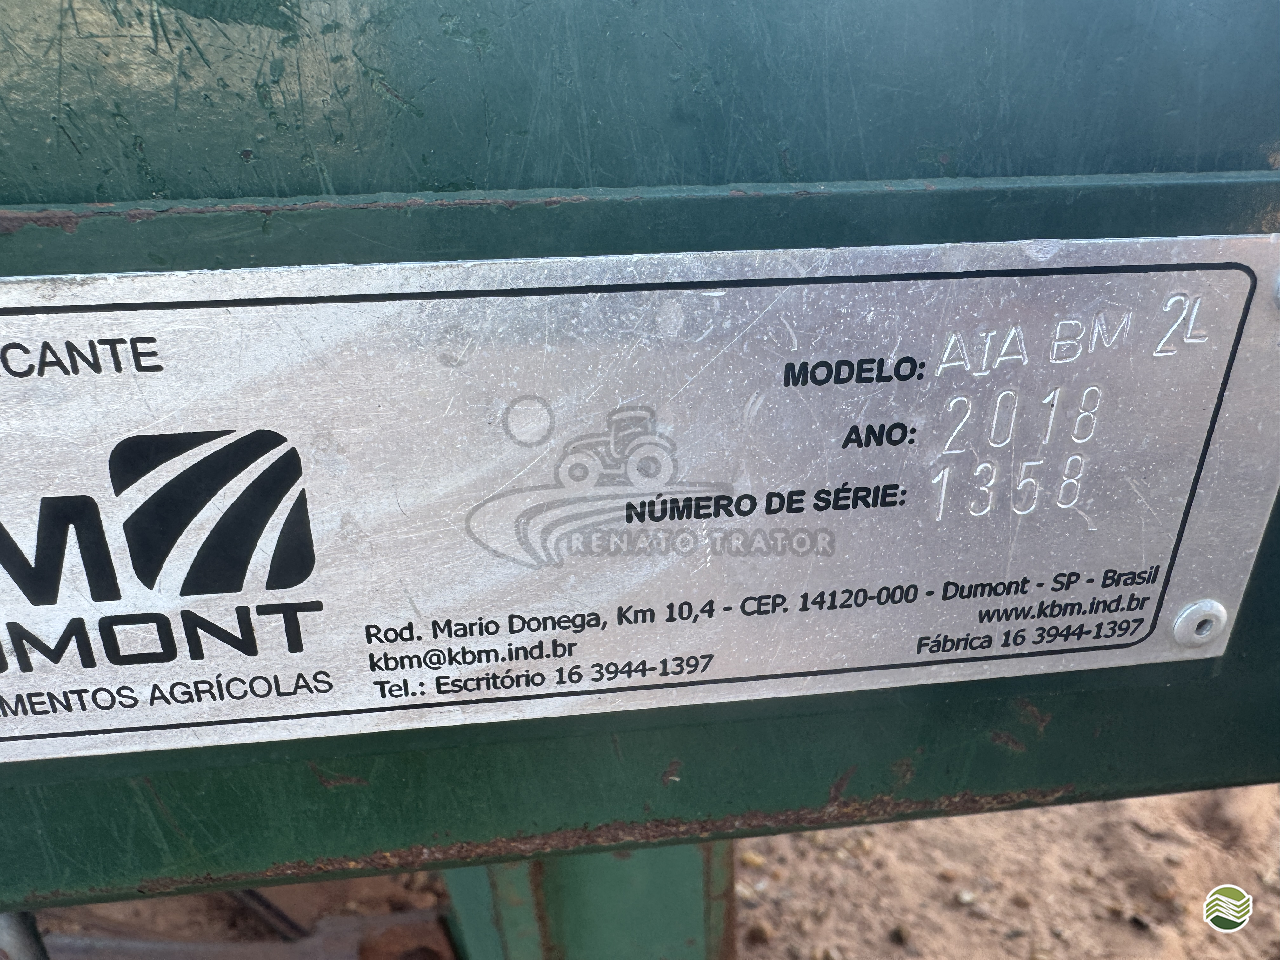 CANTE
MODELO: AIA BM 2L
ANO: 2018
NÚMERO DE SÉRIE: 1358
RENATO TRATOR
M
UMONT
MENTOS AGRÍCOLAS
Rod. Mario Donega, Km 10,4 - CEP. 14120-000 - Dumont - SP - Brasil
kbm@kbm.ind.br
www.kbm.ind.br
Tel.: Escritório 16 3944-1397
Fábrica 16 3944-1397